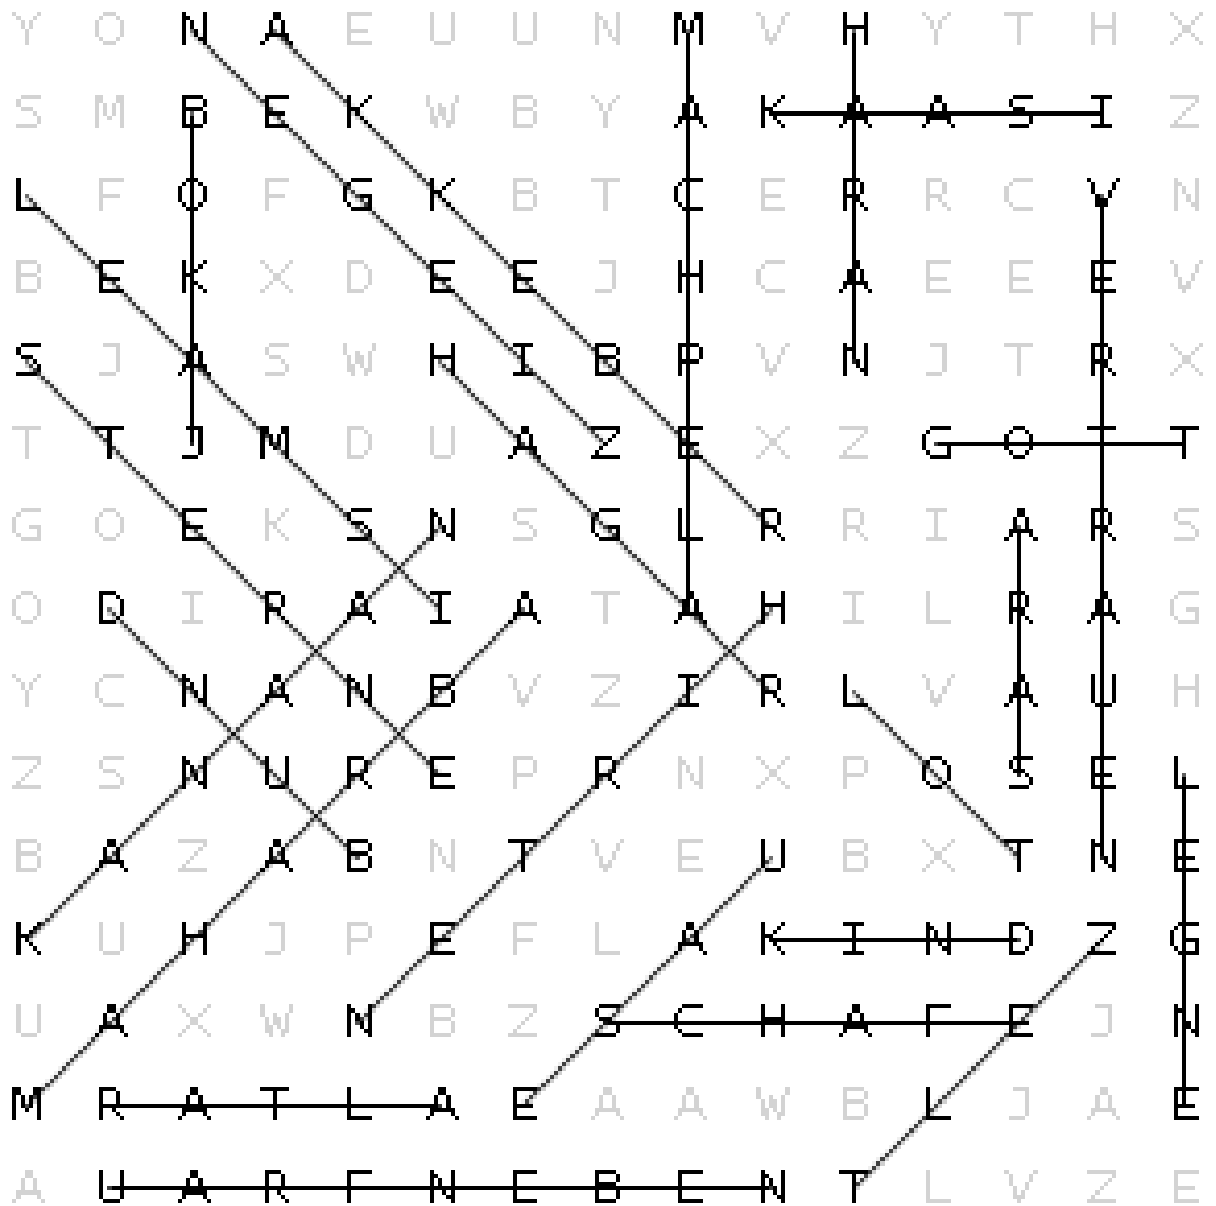 Y O N A E U U N M V H Y T H X
S M B E K W B Y A K A A S I Z
L F O F G K B T C E R R C V N
B E K X D E E J H C A E E E V
S J A S W H I B P V N J T R X
T T J M D U A Z E X Z G O T T
G O E K S N S G L R R I A R S
O D I R A I A T A H I L R A G
Y C N A N B V Z I R L V A U H
Z S N U R E P R N X P O S E L
B A Z A B N T V E U B X T N E
K U H J P E F L A K I N D Z G
U A X W N B Z S C H A F E J N
M R A T L A E A A W B L J A E
A U A R F N E B E N T L V Z E